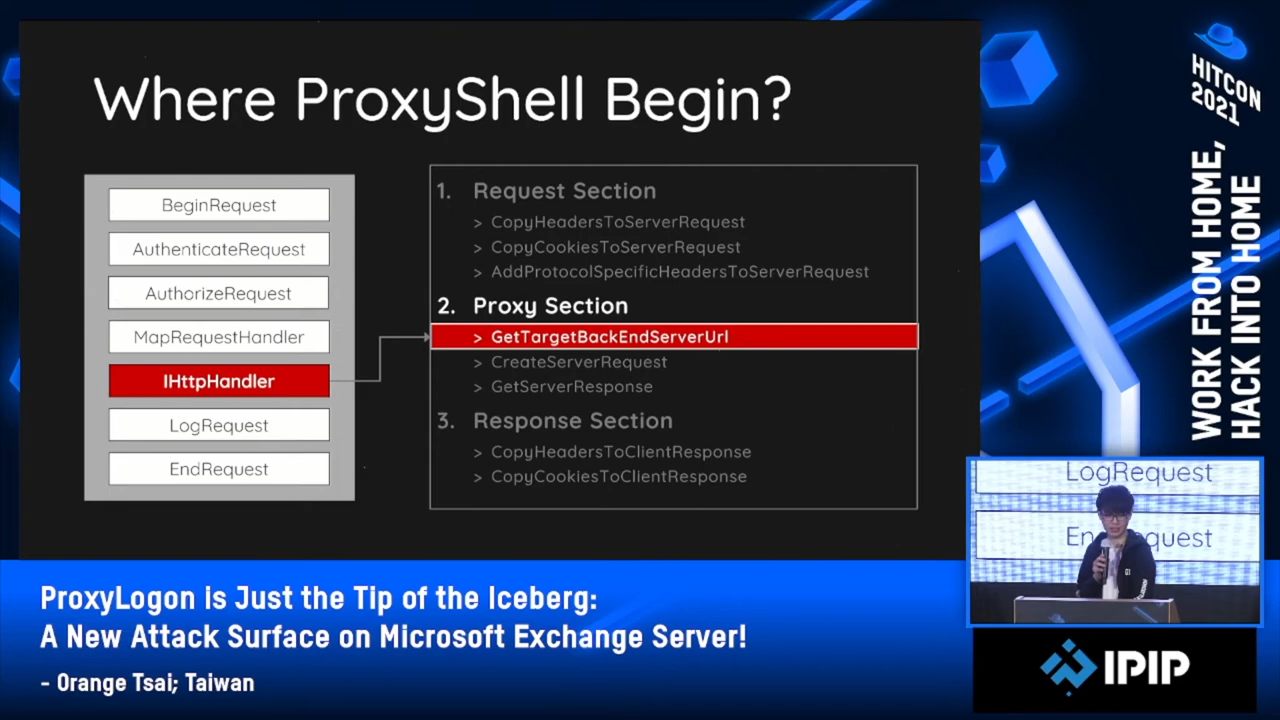 Where ProxyShell Begin?
BeginRequest
AuthenticateRequest
AuthorizeRequest
MapRequestHandler
IHttpHandler
LogRequest
EndRequest
1. Request Section
> CopyHeadersToServerRequest
> CopyCookiesToServerRequest
> AddProtocolSpecificHeadersToServerRequest
2. Proxy Section
> GetTargetBackEndServerUrl
> CreateServerRequest
> GetServerResponse
3. Response Section
> CopyHeadersToClientResponse
> CopyCookiesToClientResponse
HITCON
2021
WORK FROM HOME,
HACK INTO HOME
LogRequest
ProxyLogon is Just the Tip of the Iceberg:
A New Attack Surface on Microsoft Exchange Server!
- Orange Tsai; Taiwan
IPIP